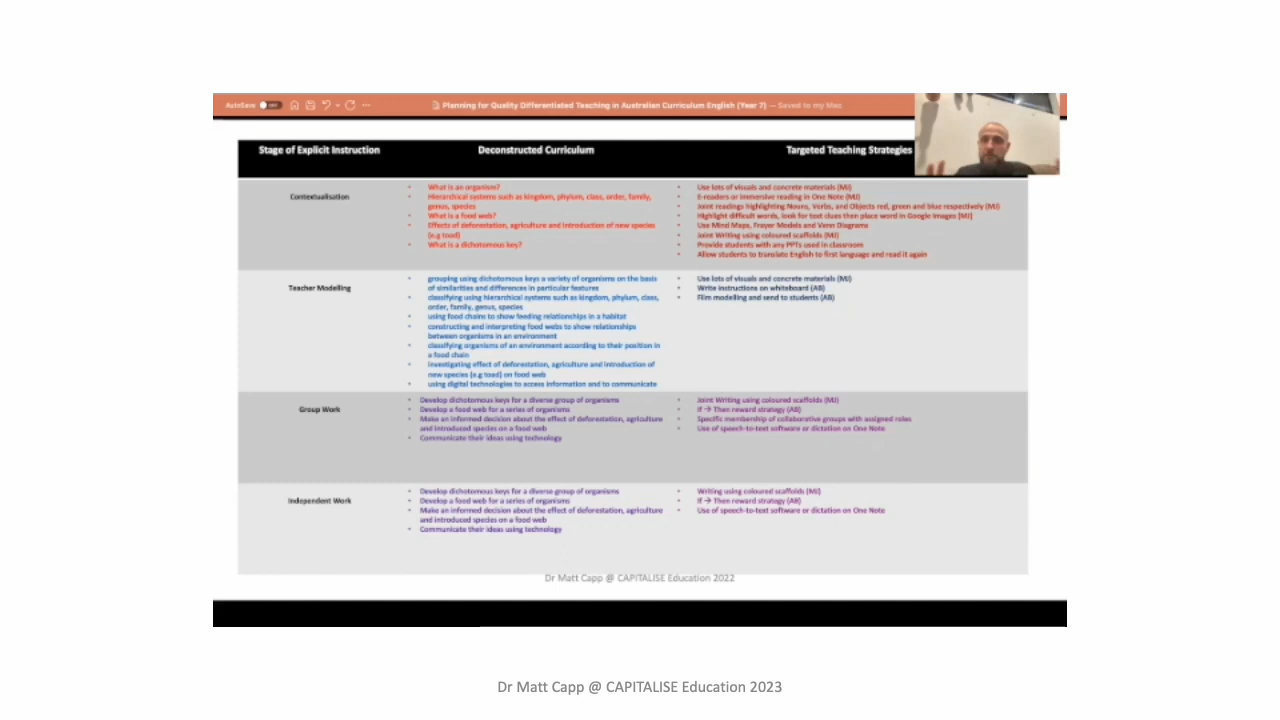 AutoSave OFF
Planning for Quality Differentiated Teaching in Australian Curriculum English (Year 7) — Saved to my Mac
Stage of Explicit Instruction
Deconstructed Curriculum
Targeted Teaching Strategies
Contextualisation
• What is an organism?
• Hierarchical systems such as kingdom, phylum, class, order, family,
genus, species
• What is a food web?
• Effects of deforestation, agriculture and introduction of new species
(e.g toad)
• What is a dichotomous key?
• Use lots of visuals and concrete materials (MJ)
• E-readers or immersive reading in One Note (MJ)
• Joint readings highlighting Nouns, Verbs, and Objects red, green and blue respectively (MJ)
• Highlight difficult words, look for text clues then place word in Google Images [MJ]
• Use Mind Maps, Frayer Models and Venn Diagrams
• Joint Writing using coloured scaffolds (MJ)
• Provide students with any PPTs used in classroom
• Allow students to translate English to first language and read it again
Teacher Modelling
• grouping using dichotomous keys a variety of organisms on the basis
of similarities and differences in particular features
• classifying using hierarchical systems such as kingdom, phylum, class,
order, family, genus, species
• using food chains to show feeding relationships in a habitat
• constructing and interpreting food webs to show relationships
between organisms in an environment
• classifying organisms of an environment according to their position in
a food chain
• investigating effect of deforestation, agriculture and introduction of
new species (e.g toad) on food web
• using digital technologies to access information and to communicate
• Use lots of visuals and concrete materials (MJ)
• Write instructions on whiteboard (AB)
• Film modelling and send to students (AB)
Group Work
• Develop dichotomous keys for a diverse group of organisms
• Develop a food web for a series of organisms
• Make an informed decision about the effect of deforestation, agriculture
and introduced species on a food web
• Communicate their ideas using technology
• Joint Writing using coloured scaffolds (MJ)
• If → Then reward strategy (AB)
• Specific membership of collaborative groups with assigned roles
• Use of speech-to-text software or dictation on One Note
Independent Work
• Develop dichotomous keys for a diverse group of organisms
• Develop a food web for a series of organisms
• Make an informed decision about the effect of deforestation, agriculture
and introduced species on a food web
• Communicate their ideas using technology
• Writing using coloured scaffolds (MJ)
• If → Then reward strategy (AB)
• Use of speech-to-text software or dictation on One Note
Dr Matt Capp @ CAPITALISE Education 2022
Dr Matt Capp @ CAPITALISE Education 2023